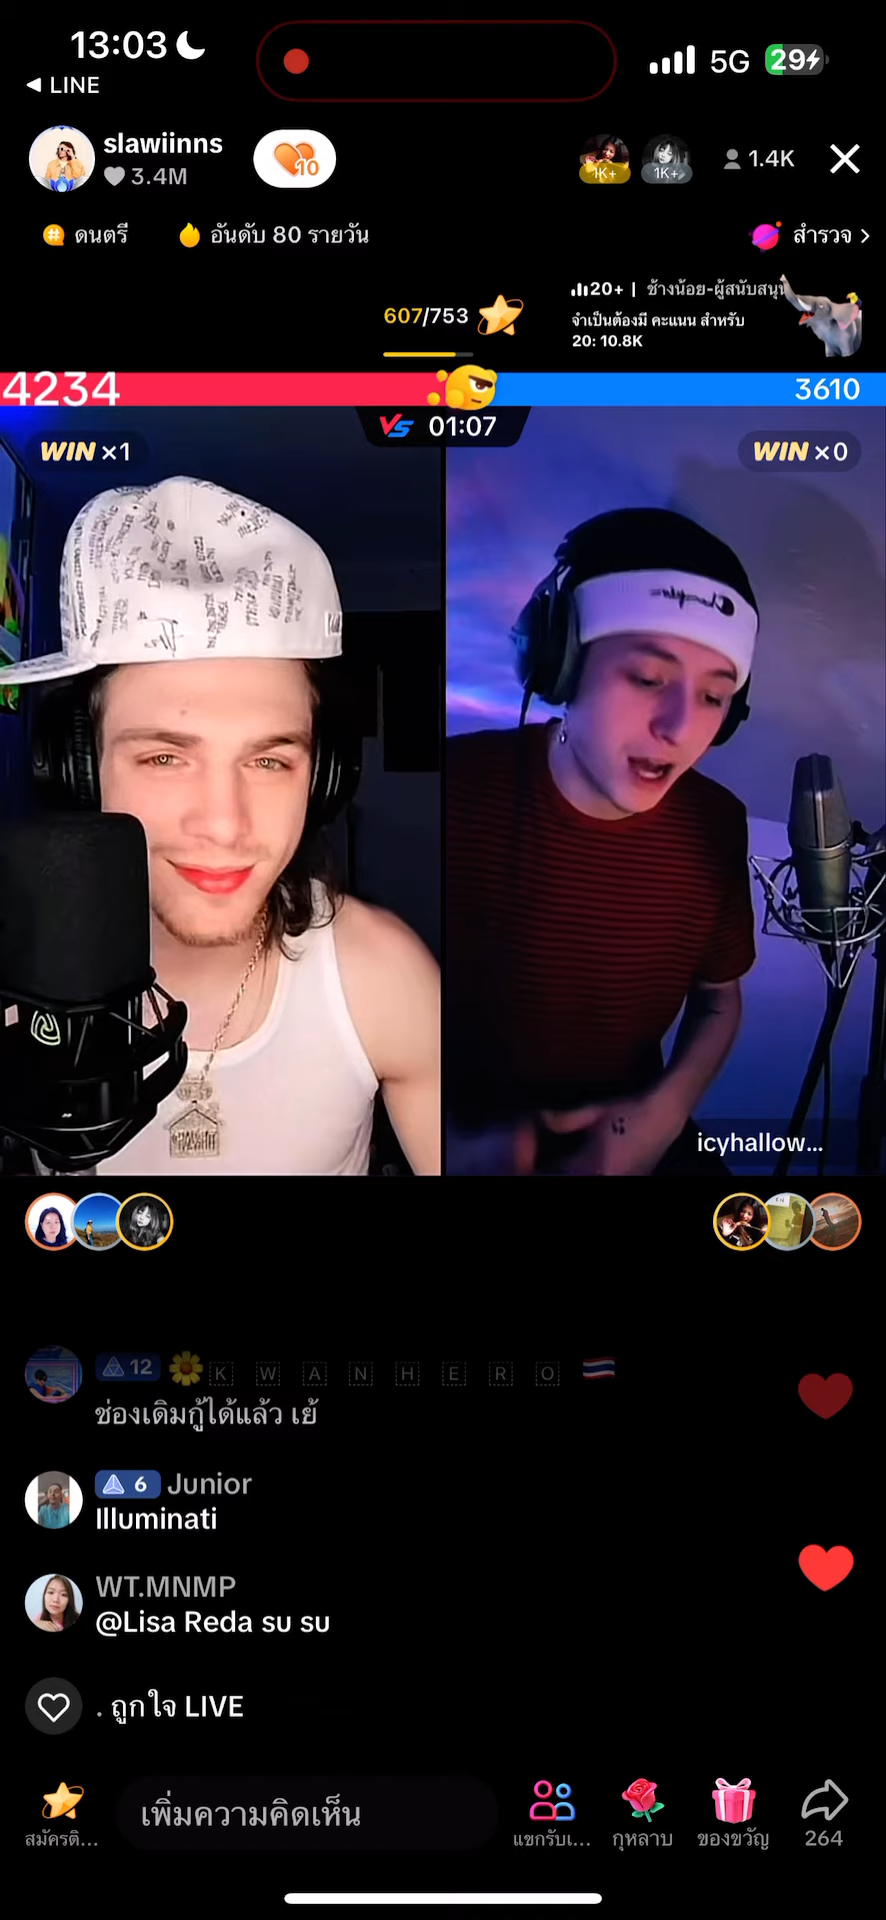 13:03
5G
29
◀ LINE
slawiinns
3.4M
10
1K+
1K+
1.4K
ดนตรี
อันดับ 80 รายวัน
สำรวจ
607/753
20+ | ช้างน้อย-ผู้สนับสนุน
จำเป็นต้องมี คะแนน สำหรับ
20: 10.8K
4234
3610
VS 01:07
WIN ×1
WIN ×0
Champion
icyhallow...
12 K W A N H E R O
ช่องเดิมกู้ได้แล้ว เย้
6 Junior
Illuminati
WT.MNMP
@Lisa Reda su su
. ถูกใจ LIVE
สมัครติ...
เพิ่มความคิดเห็น
แขกรับเ...
กุหลาบ
ของขวัญ
264